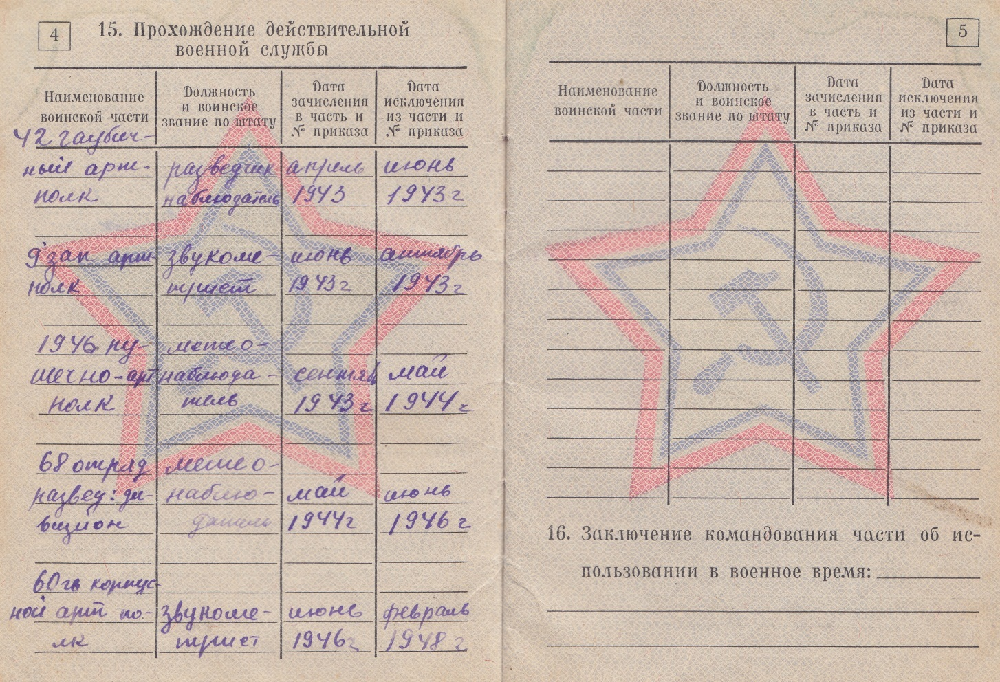 4
15. Прохождение действительной
военной службы
Наименование
воинской части
Должность
и воинское
звание по штату
Дата
зачисления
в часть и
№ приказа
Дата
исключения
из части и
№ приказа
42 гаубич-
ный арт-
полк
разведчик
наблюдатель
апрель
1943
июнь
1943 г
9 зап арт
полк
звукоме-
трист
июнь
1943 г
сентябрь
1943 г
1946 пу-
шечно-арт
полк
метео-
наблюда-
тель
сентяб
1943 г
май
1944 г
68 отряд
развед: ди-
визион
метео-
наблю-
датель
май
1944 г
июнь
1946 г
60 гв корпус-
ной арт по-
лк
звукоме-
трист
июнь
1946 г
февраль
1948 г
5
Наименование
воинской части
Должность
и воинское
звание по штату
Дата
зачисления
в часть и
№ приказа
Дата
исключения
из части и
№ приказа
16. Заключение командования части об ис-
пользовании в военное время: